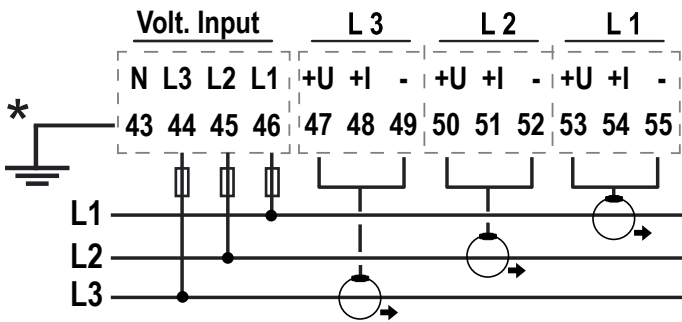 Volt. Input L 3 L 2 L 1
N L3 L2 L1 +U +I - +U +I - +U +I -
* 43 44 45 46 47 48 49 50 51 52 53 54 55
L1
L2
L3